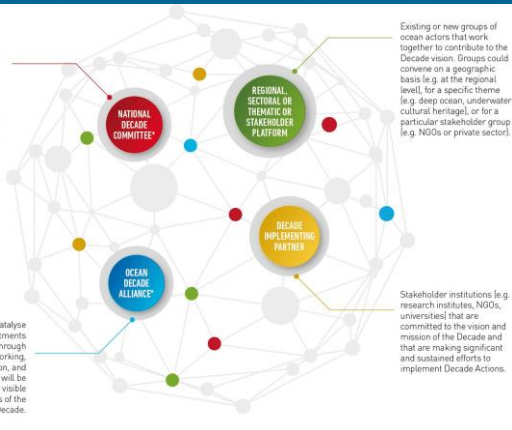 Existing or new groups of
ocean actors that work
together to contribute to the
Decade vision. Groups could
convene on a geographic
basis (e.g. at the regional
level), for a specific theme
(e.g. deep ocean, underwater
cultural heritage), or for a
particular stakeholder group
(e.g. NGOs or private sector).
NATIONAL
DECADE
COMMITTEE*
REGIONAL,
SECTORAL OR
THEMATIC OR
STAKEHOLDER
PLATFORM
DECADE
IMPLEMENTING
PARTNER
OCEAN
DECADE
ALLIANCE*
Stakeholder institutions (e.g.
research institutes, NGOs,
universities) that are
committed to the vision and
mission of the Decade and
that are making significant
and sustained efforts to
implement Decade Actions.
atalyse
tments
hrough
orking,
on, and
will be
visible
s of the
Decade.